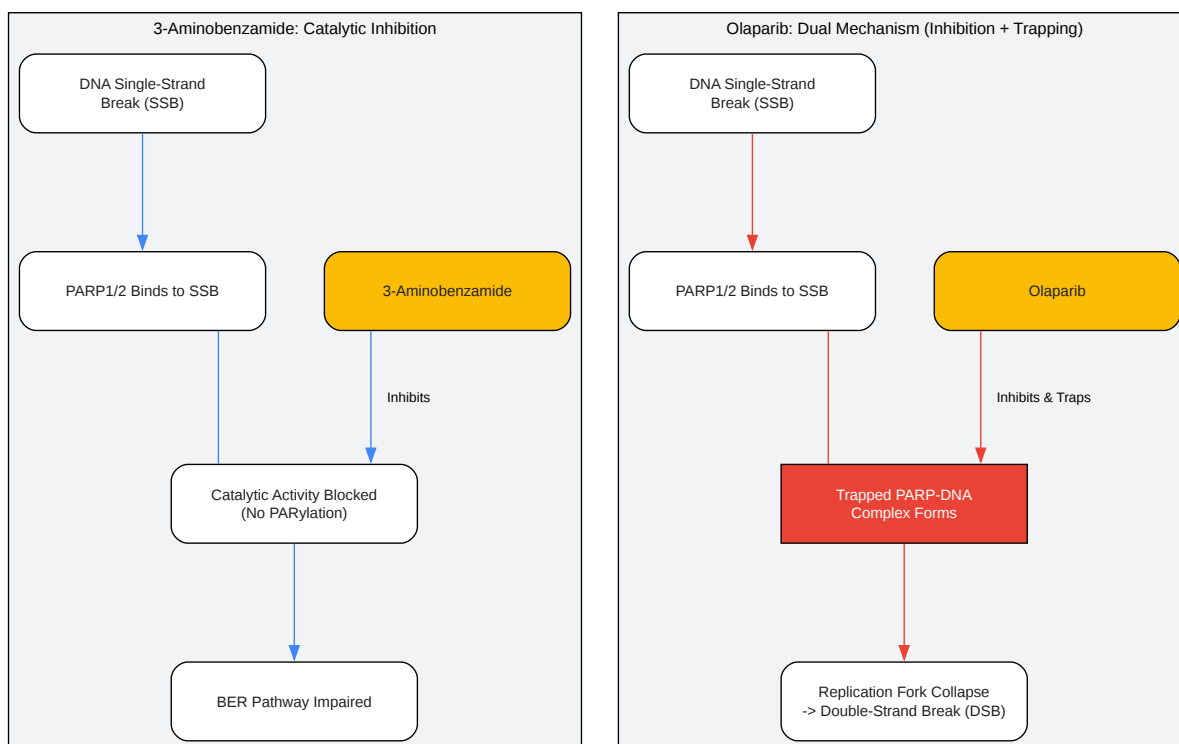 3-Aminobenzamide: Catalytic Inhibition
DNA Single-Strand
Break (SSB)
PARP1/2 Binds to SSB
3-Aminobenzamide
Inhibits
Catalytic Activity Blocked
(No PARylation)
BER Pathway Impaired
Olaparib: Dual Mechanism (Inhibition + Trapping)
DNA Single-Strand
Break (SSB)
PARP1/2 Binds to SSB
Olaparib
Inhibits & Traps
Trapped PARP-DNA
Complex Forms
Replication Fork Collapse
-> Double-Strand Break (DSB)